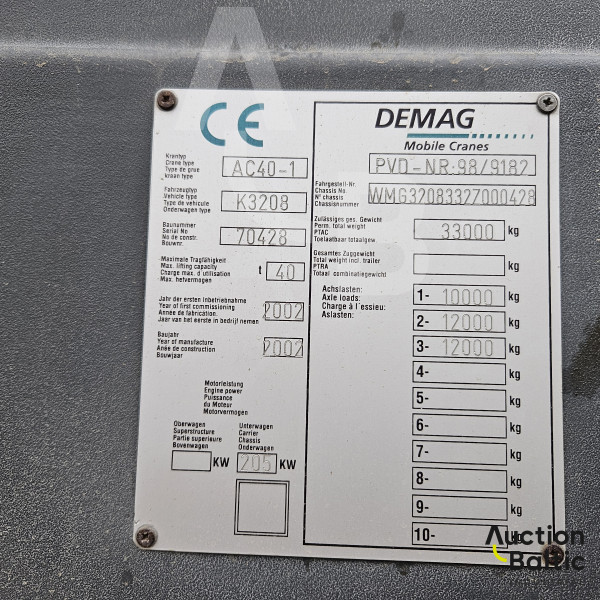 CE
Krantyp
Crane type
Type de grue
kraan type
AC40-1
Fahrzeugtyp
Vehicle type
Type de vehicule
Onderwagen type
K3208
Baunummer
Serial No
No de constr.
Bouwnr.
70428
Maximale Tragfähigkeit
Max. lifting capacity
Charge max. d utilisation
Max. hefvermogen
t 40
Jahr der ersten Inbetriebnahme
Year of first commissioning
Année de fabrication.
Jaar van het eerste in bedrijf nemen
2002
Baujahr
Year of manufacture
Anée de construction
Bouwjaar
2002
Motorleistung
Engine power
Puissance
du Moteur
Motorvermogen
Oberwagen
Superstructure
Partie superieure
Bovenwagen
KW
Unterwagen
Carrier
Chassis
Onderwagen
205 KW
DEMAG
Mobile Cranes
PVD-NR:98/9182
Fahrgestell-Nr.
Chassis No.
N° chassis
Chassisnummer
WMG32083327000428
Zulässiges ges. Gewicht
Perm. total weight
PTAC
Toelaatbaar totaalgew.
33000 kg
Gesamtes Zuggewicht
Total weight incl. trailer
PTRA
Totaal combinatiegewicht
kg
Achslasten:
Axle loads:
Charge à l'essieu:
Aslasten:
1- 10000 kg
2- 12000 kg
3- 12000 kg
4- kg
5- kg
6- kg
7- kg
8- kg
9- kg
10-
Auction
Baltic